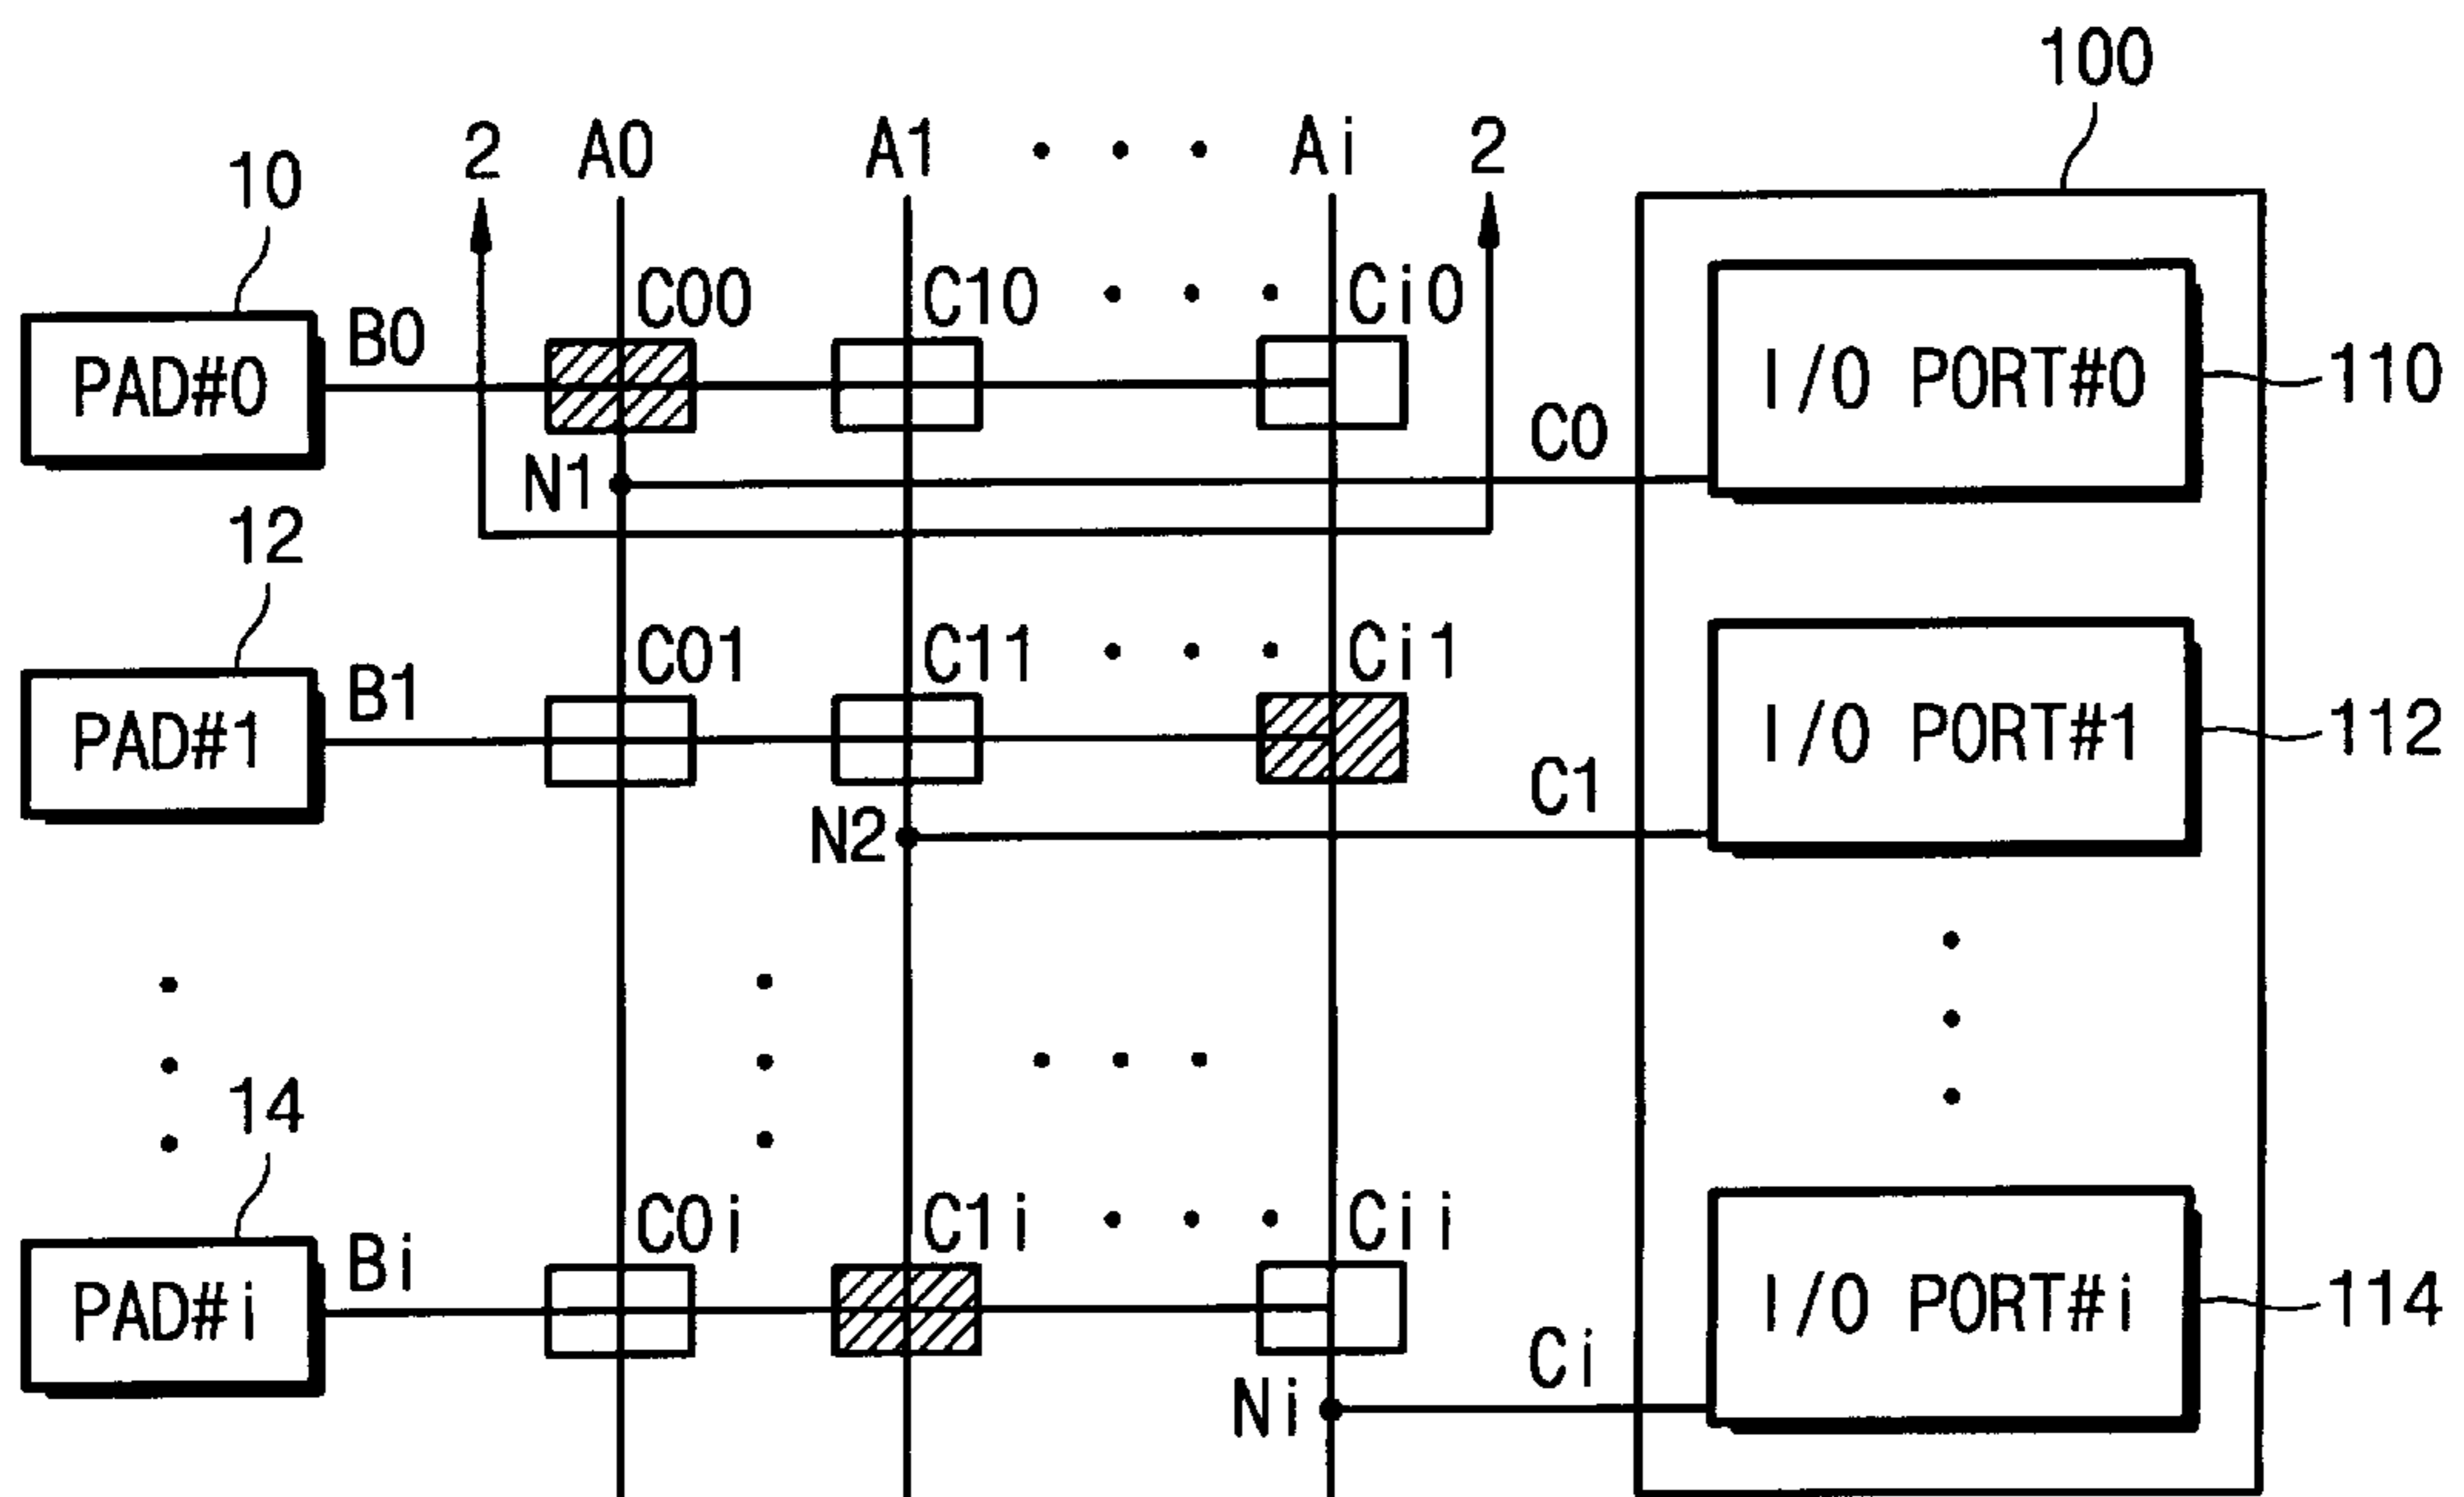 100
2 A0 A1 . . . Ai 2
10
C00 C10 . . . Ci0
PAD#0 B0 I/O PORT#0 110
N1 C0
12
C01 C11 . . . Ci1
PAD#1 B1 I/O PORT#1 112
N2 C1
14
C0i C1i . . . Cii
PAD#i Bi I/O PORT#i 114
Ni Ci